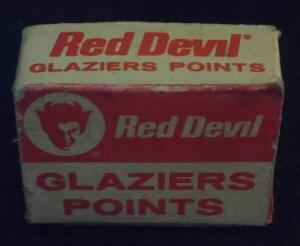 Red Devil*
GLAZIERS POINTS
Red Devil
®
GLAZIERS
POINTS